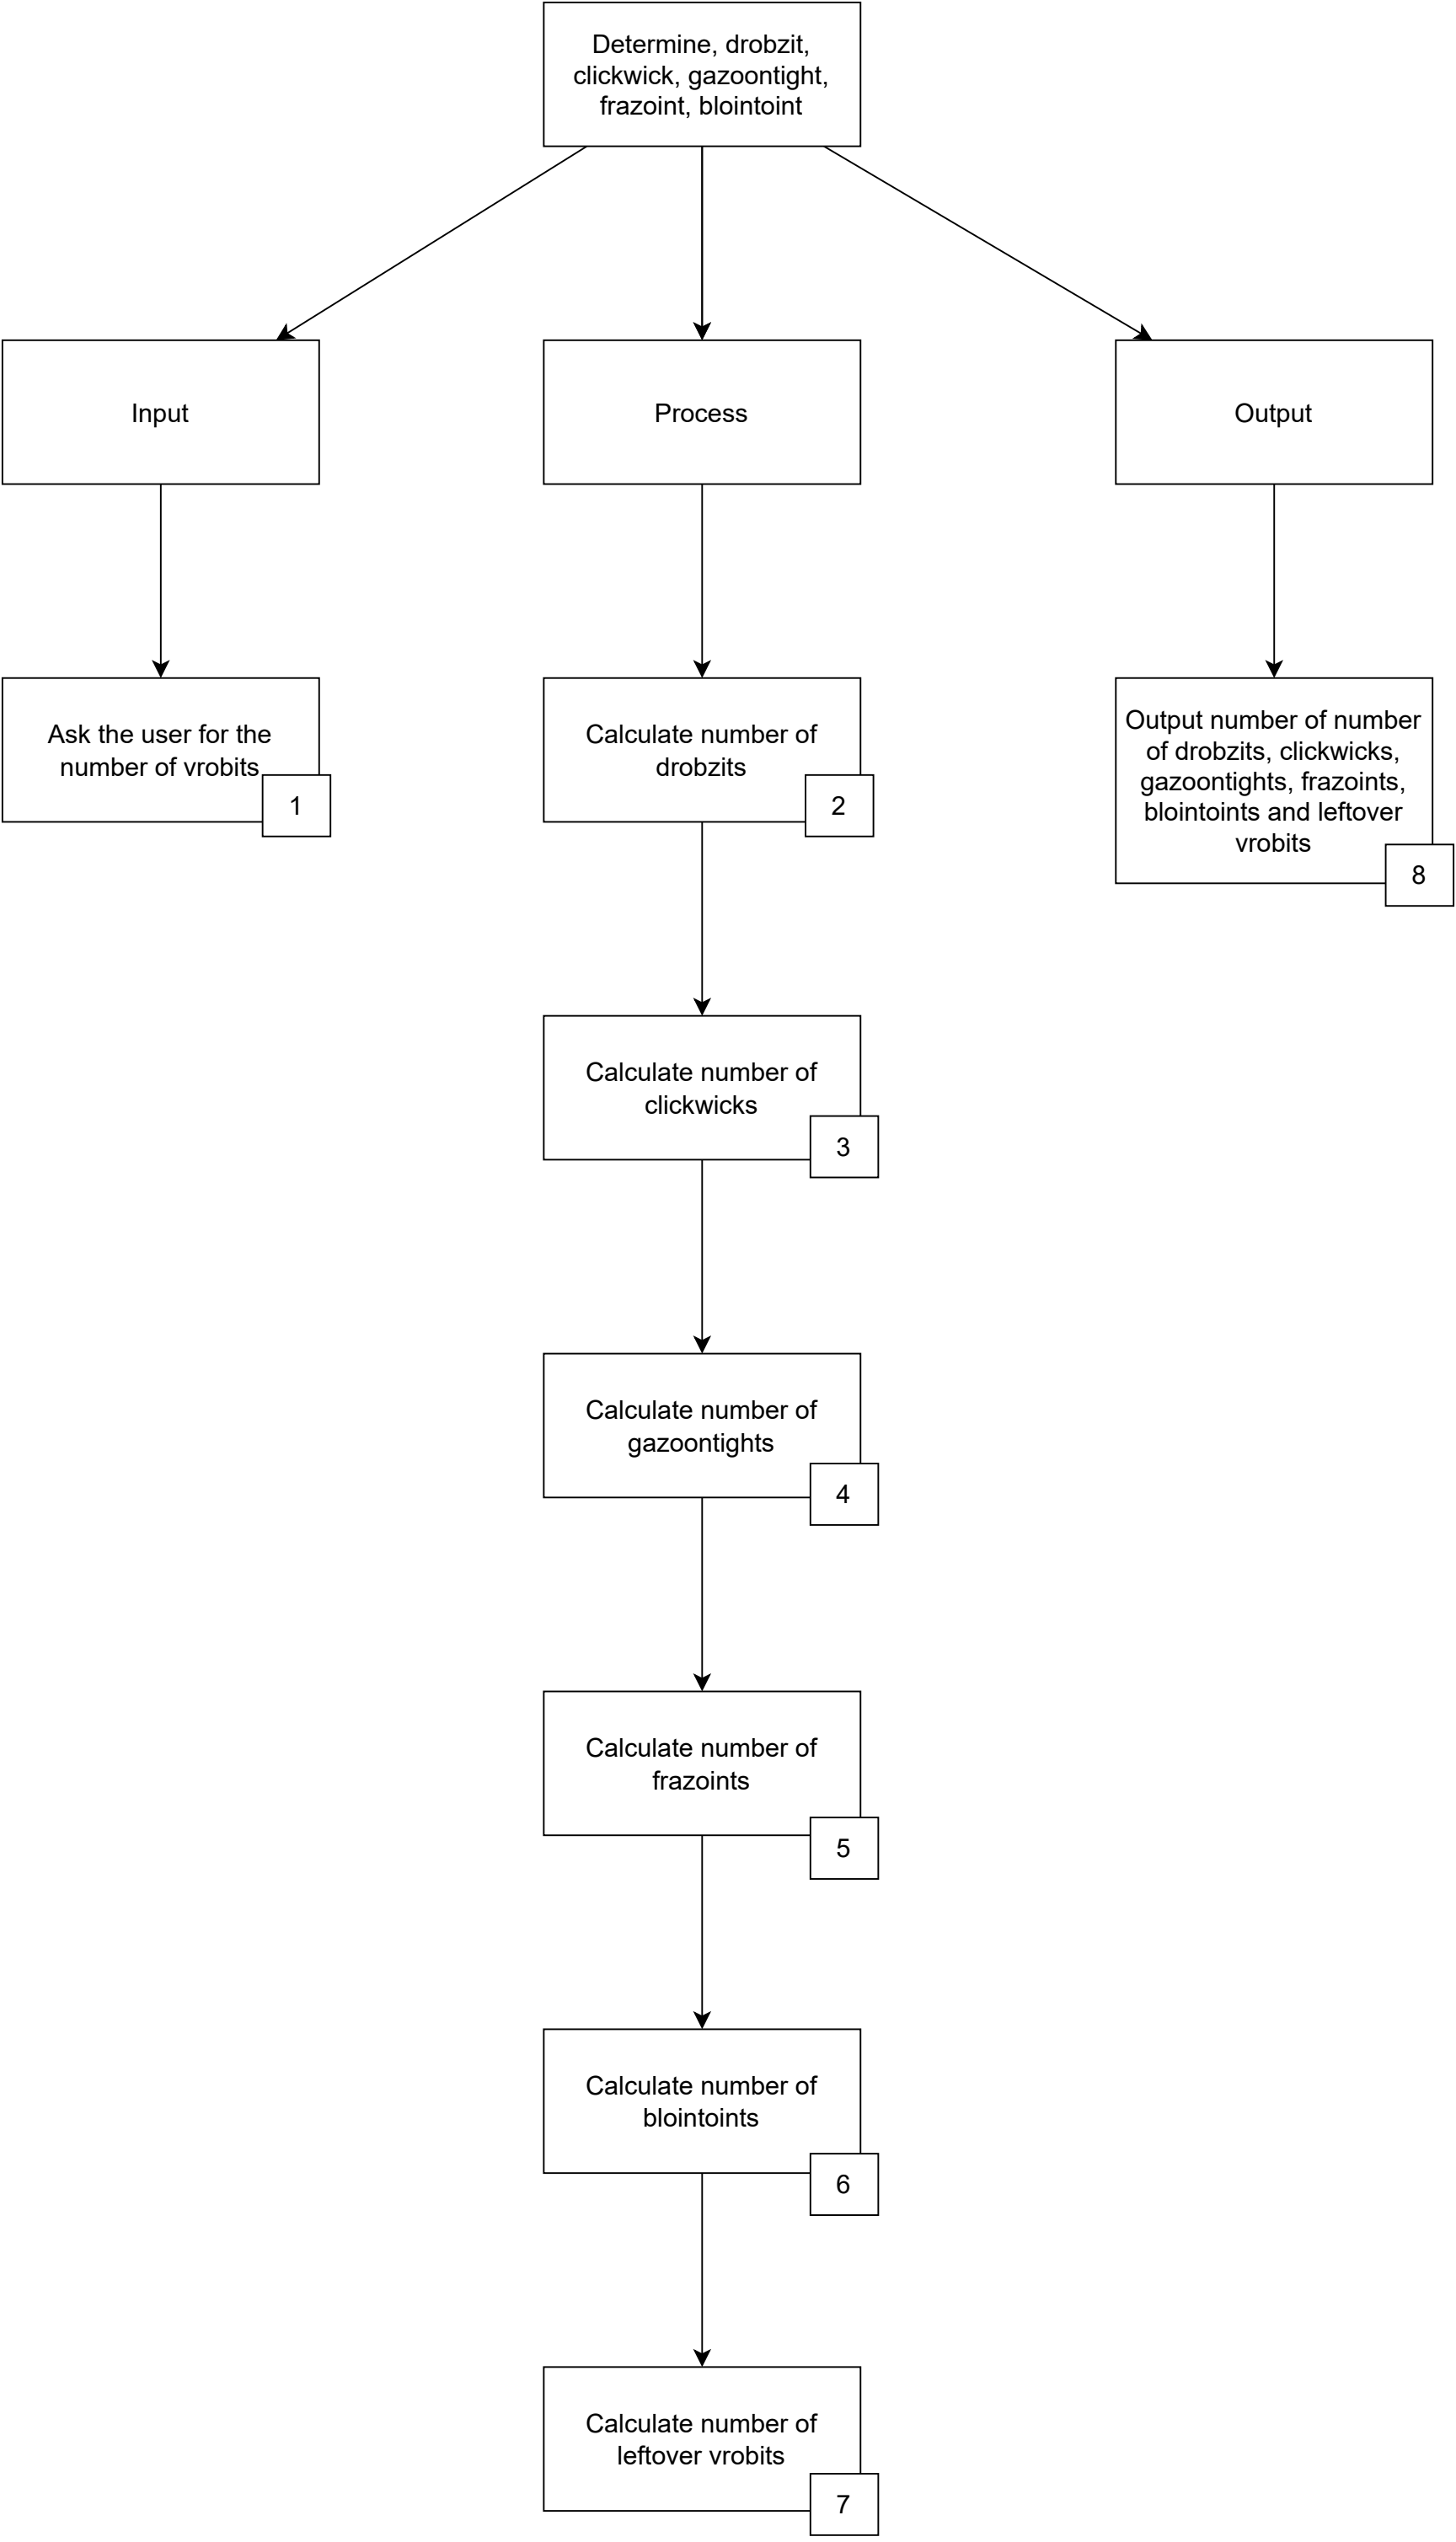 Determine, drobzit,
clickwick, gazoontight,
frazoint, blointoint
Input
Process
Output
Ask the user for the
number of vrobits
1
Calculate number of
drobzits
2
Output number of number
of drobzits, clickwicks,
gazoontights, frazoints,
blointoints and leftover
vrobits
8
Calculate number of
clickwicks
3
Calculate number of
gazoontights
4
Calculate number of
frazoints
5
Calculate number of
blointoints
6
Calculate number of
leftover vrobits
7